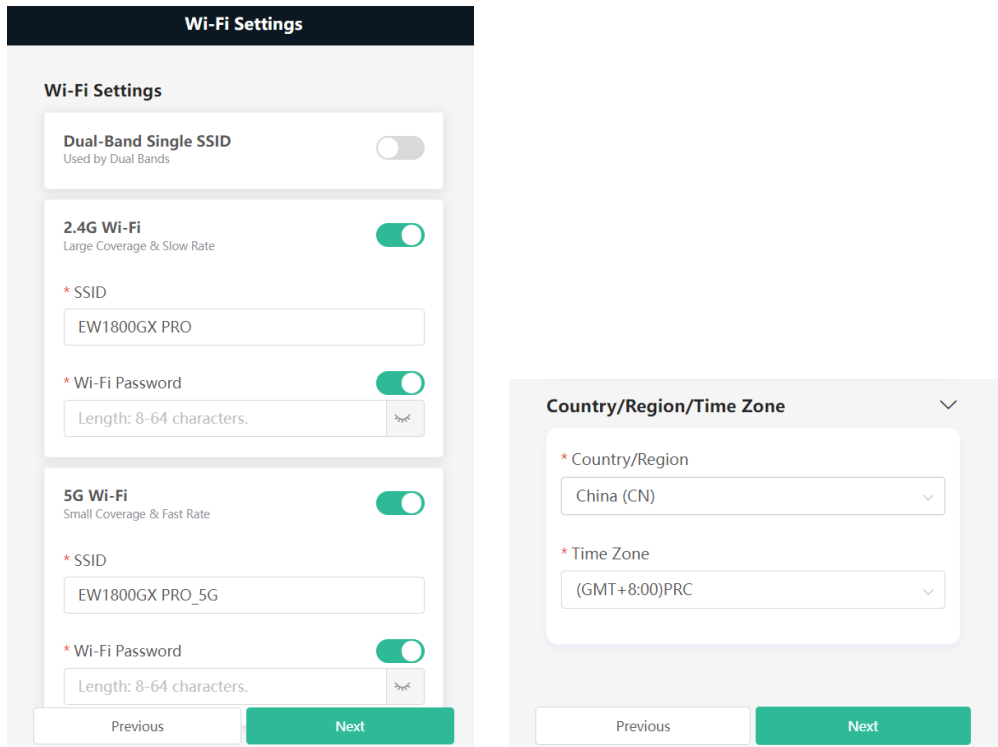 Wi-Fi Settings
Wi-Fi Settings
Dual-Band Single SSID
Used by Dual Bands
2.4G Wi-Fi
Large Coverage & Slow Rate
* SSID
EW1800GX PRO
* Wi-Fi Password
Length: 8-64 characters.
5G Wi-Fi
Small Coverage & Fast Rate
* SSID
EW1800GX PRO_5G
* Wi-Fi Password
Length: 8-64 characters.
Previous
Next
Country/Region/Time Zone
* Country/Region
China (CN)
* Time Zone
(GMT+8:00)PRC
Previous
Next